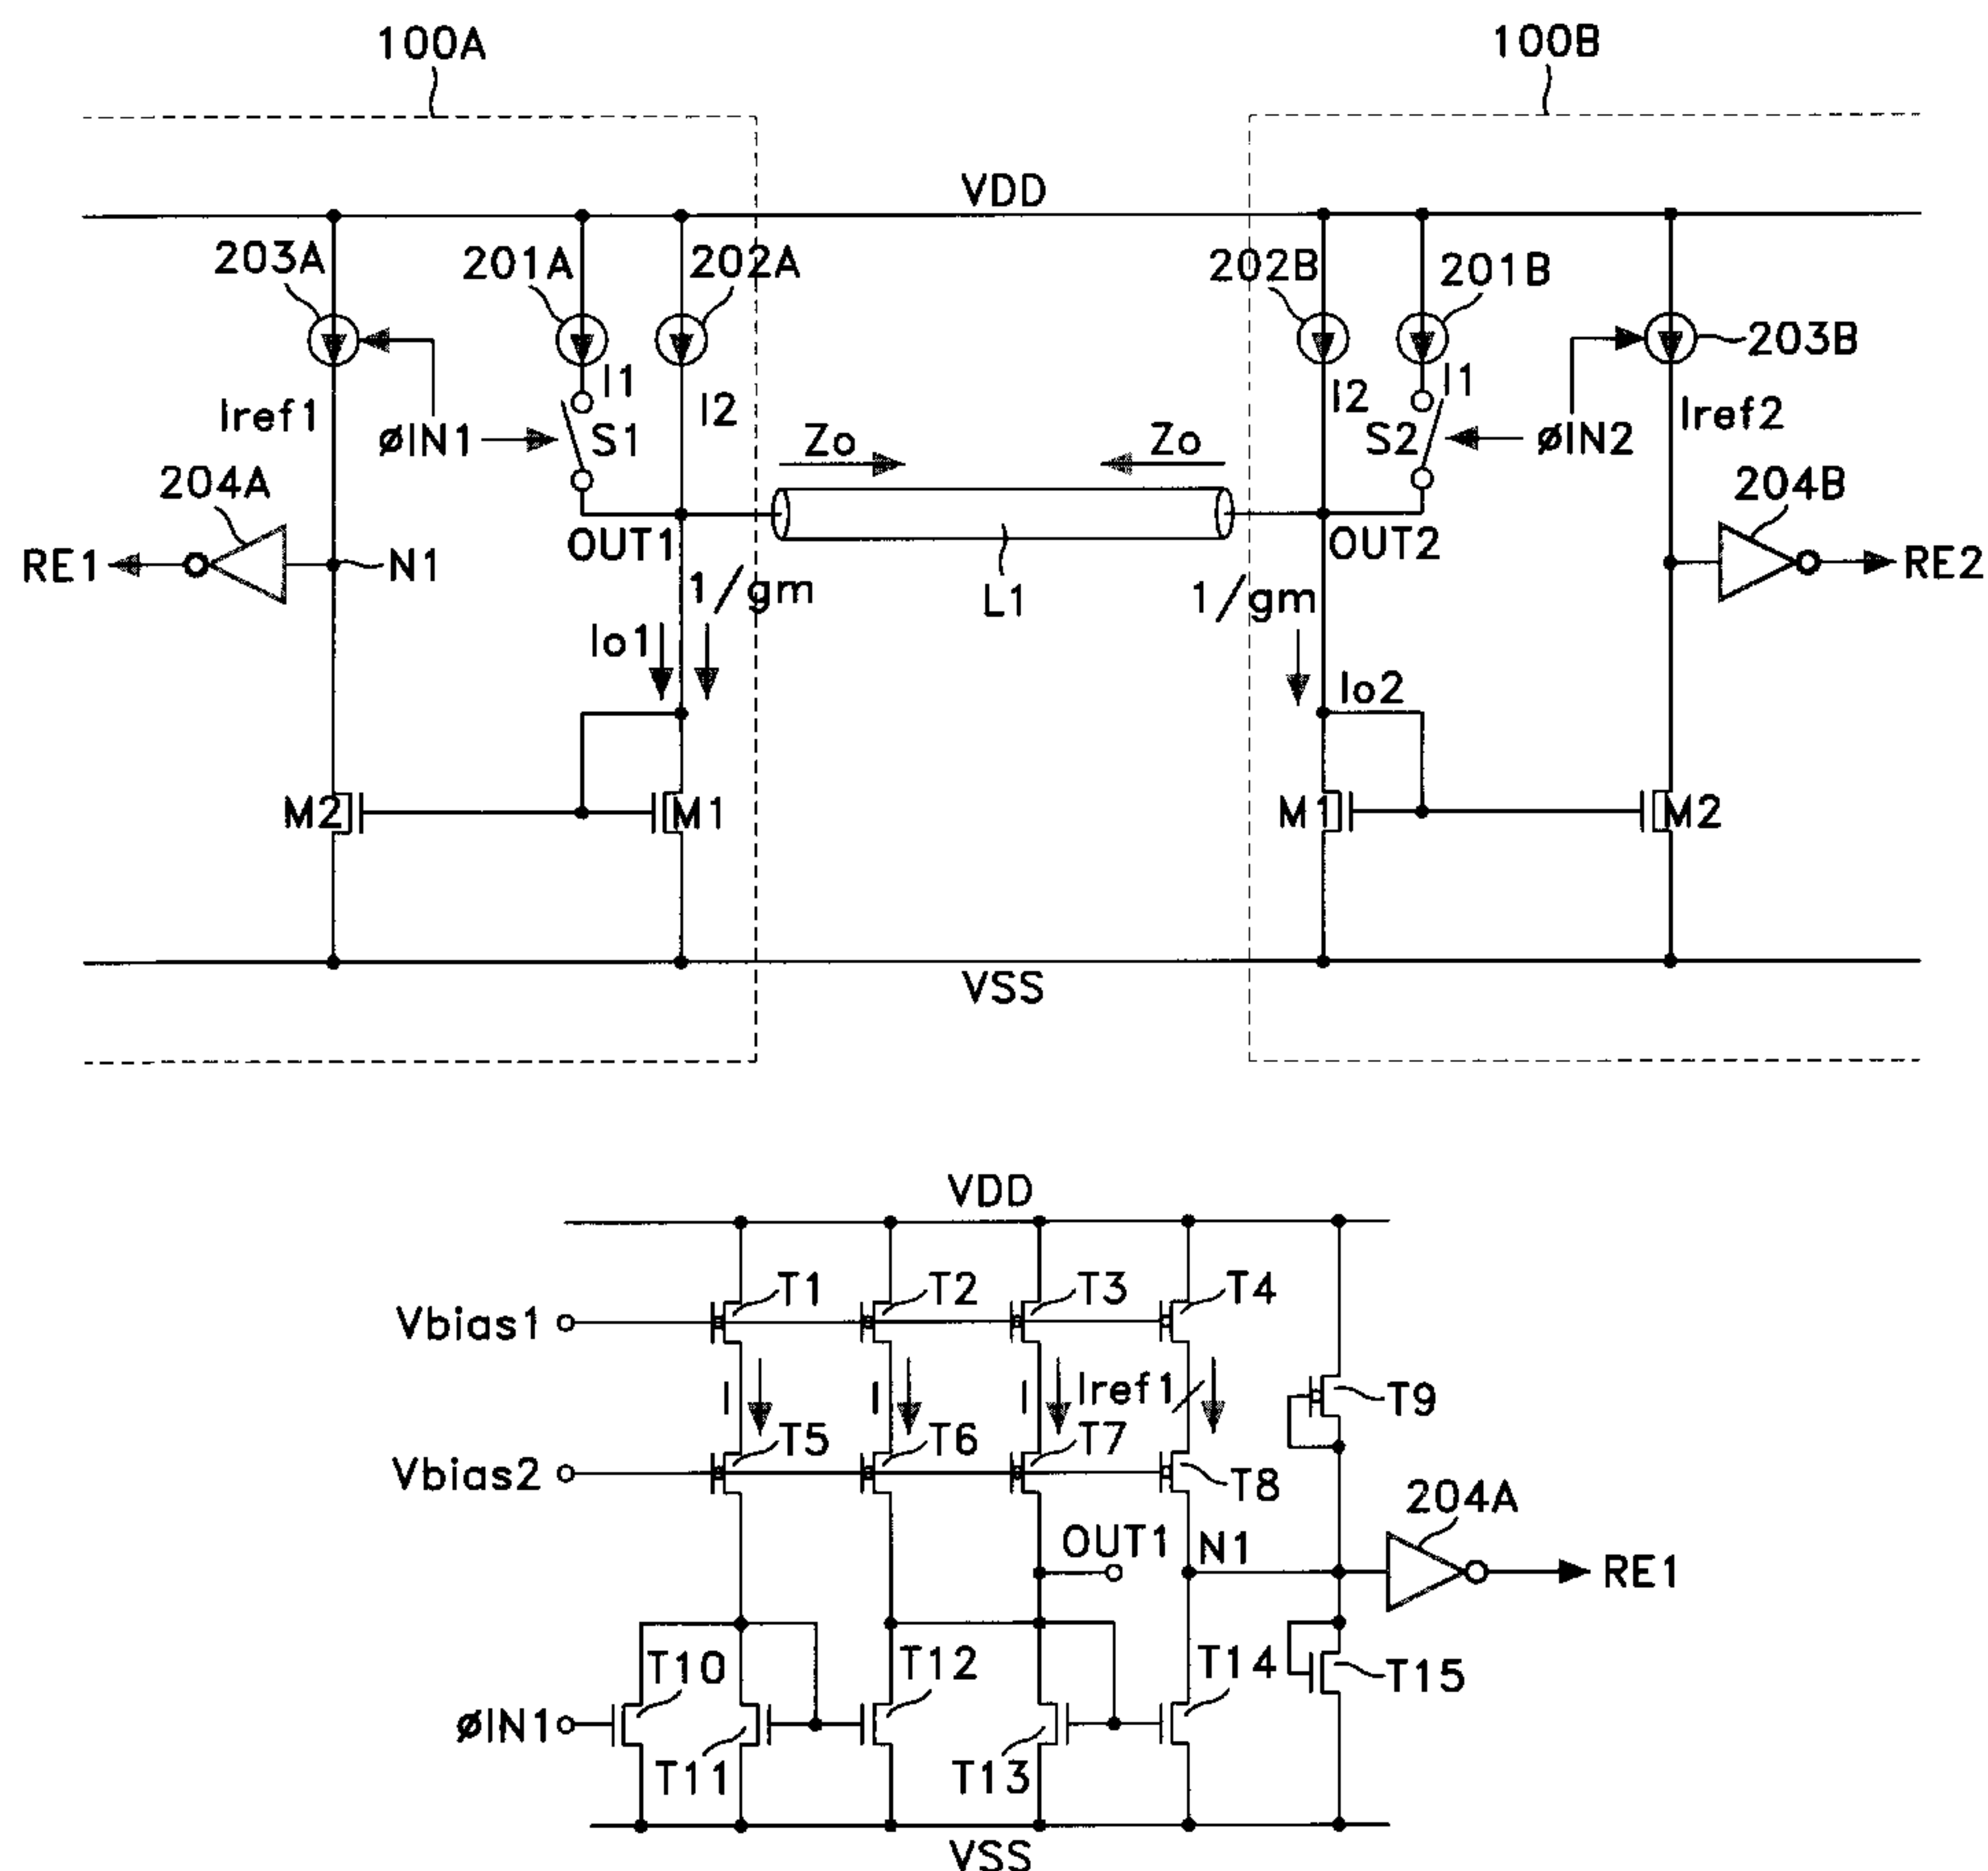 100A 100B
VDD
203A 201A 202A 202B 201B 203B
I1 I2 I2 I1
Iref1 øIN1 S1 Zo Zo S2 øIN2 Iref2
204A 204B
OUT1 OUT2
RE1 N1 1/gm L1 1/gm RE2
Io1 Io2
M2 M1 M1 M2
VSS
VDD
T1 T2 T3 T4
Vbias1
I I I Iref1 T9
T5 T6 T7
Vbias2 T8
204A
OUT1 N1 RE1
T10 T12 T14 T15
øIN1
T11 T13
VSS